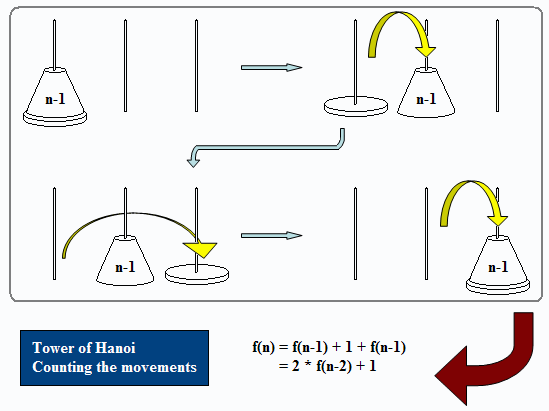 n-1
n-1
n-1
n-1
Tower of Hanoi
Counting the movements
f(n) = f(n-1) + 1 + f(n-1)
= 2 * f(n-2) + 1